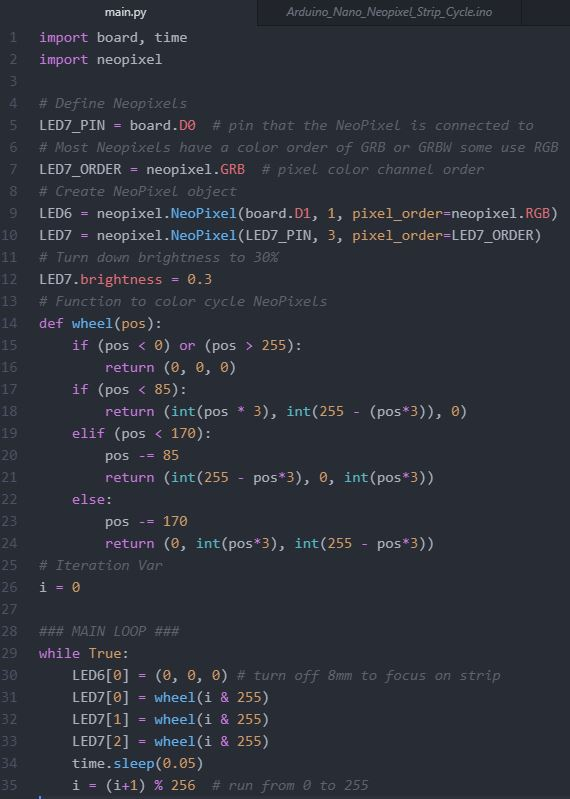 main.py Arduino_Nano_Neopixel_Strip_Cycle.ino
1 import board, time
2 import neopixel
3
4 # Define Neopixels
5 LED7_PIN = board.D0  # pin that the NeoPixel is connected to
6 # Most Neopixels have a color order of GRB or GRBW some use RGB
7 LED7_ORDER = neopixel.GRB  # pixel color channel order
8 # Create NeoPixel object
9 LED6 = neopixel.NeoPixel(board.D1, 1, pixel_order=neopixel.RGB)
10 LED7 = neopixel.NeoPixel(LED7_PIN, 3, pixel_order=LED7_ORDER)
11 # Turn down brightness to 30%
12 LED7.brightness = 0.3
13 # Function to color cycle NeoPixels
14 def wheel(pos):
15     if (pos < 0) or (pos > 255):
16         return (0, 0, 0)
17     if (pos < 85):
18         return (int(pos * 3), int(255 - (pos*3)), 0)
19     elif (pos < 170):
20         pos -= 85
21         return (int(255 - pos*3), 0, int(pos*3))
22     else:
23         pos -= 170
24         return (0, int(pos*3), int(255 - pos*3))
25 # Iteration Var
26 i = 0
27
28 ### MAIN LOOP ###
29 while True:
30     LED6[0] = (0, 0, 0) # turn off 8mm to focus on strip
31     LED7[0] = wheel(i & 255)
32     LED7[1] = wheel(i & 255)
33     LED7[2] = wheel(i & 255)
34     time.sleep(0.05)
35     i = (i+1) % 256  # run from 0 to 255